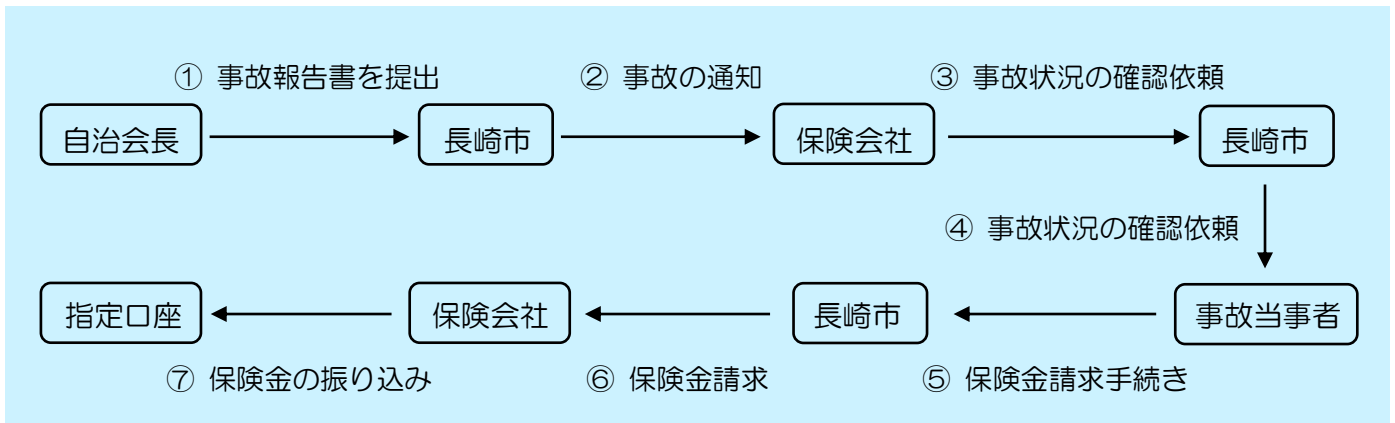 ① 事故報告書を提出
② 事故の通知
③ 事故状況の確認依頼
自治会長
長崎市
保険会社
長崎市
④ 事故状況の確認依頼
指定口座
保険会社
長崎市
事故当事者
⑦ 保険金の振り込み
⑥ 保険金請求
⑤ 保険金請求手続き